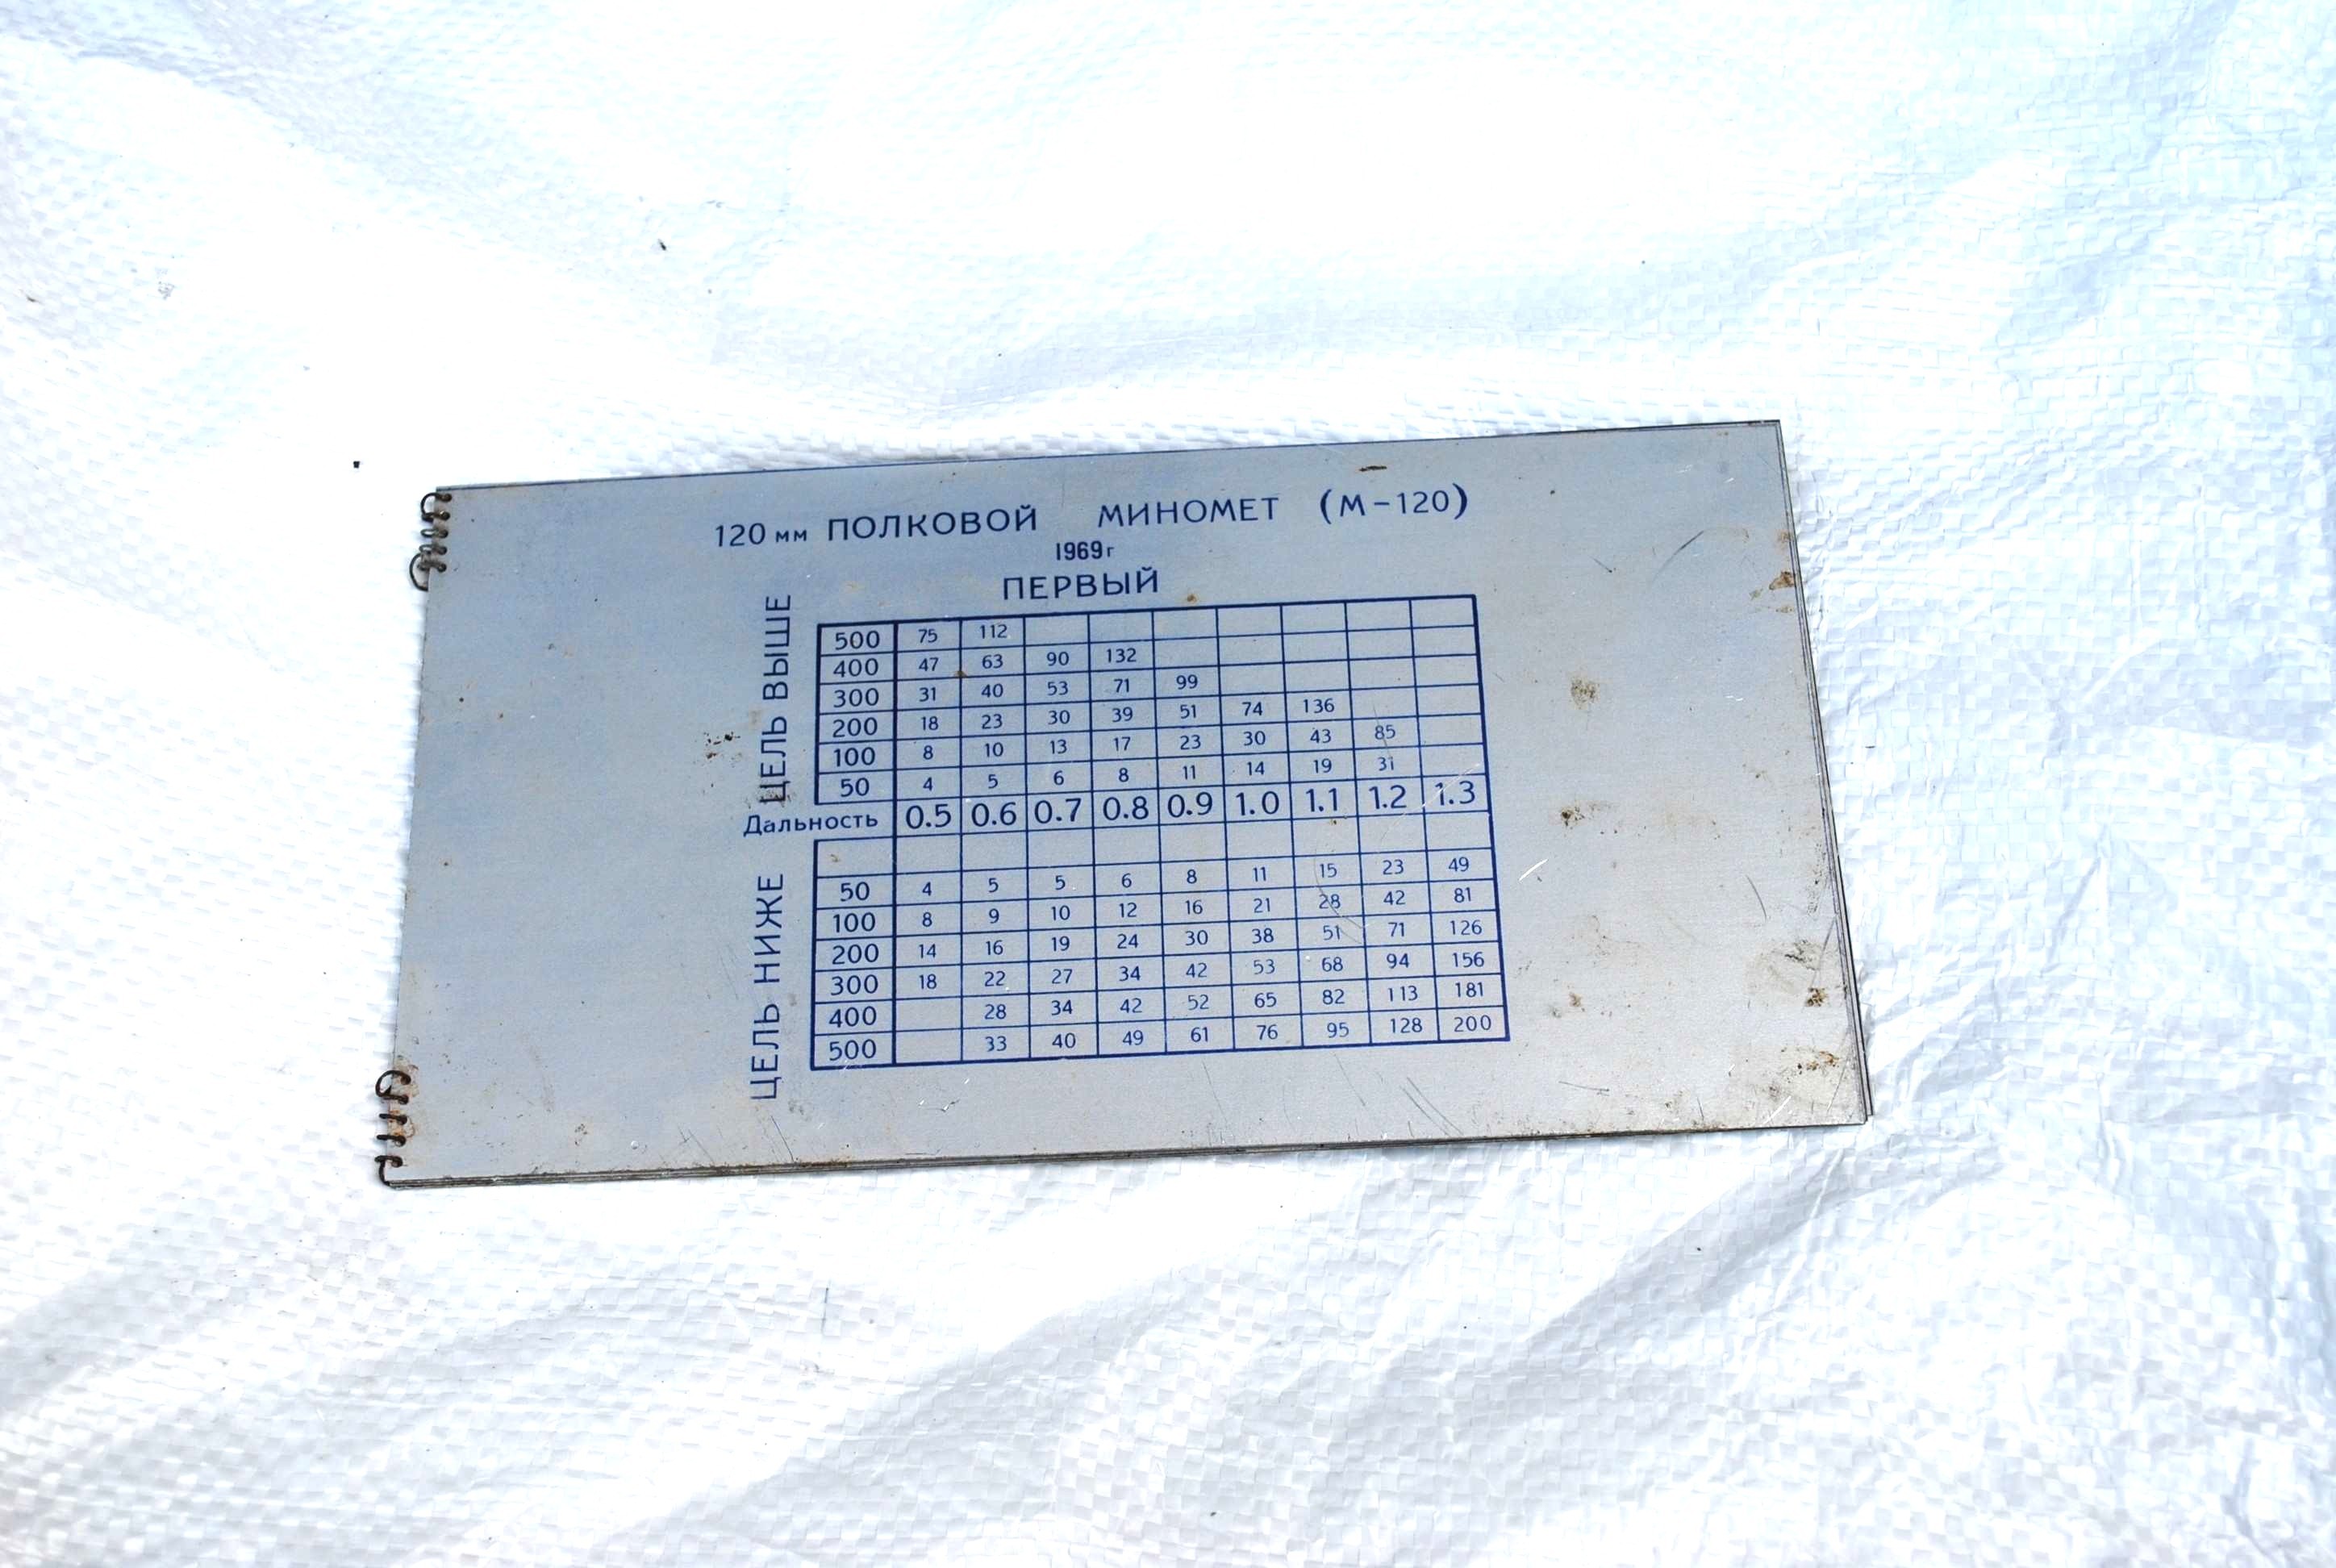 120 мм ПОЛКОВОЙ МИНОМЕТ (М-120)
1969г
ПЕРВЫЙ
ЦЕЛЬ ВЫШЕ
500 75 112
400 47 63 90 132
300 31 40 53 71 99
200 18 23 30 39 51 74 136
100 8 10 13 17 23 30 43 85
50 4 5 6 8 11 14 19 31
Дальность 0.5 0.6 0.7 0.8 0.9 1.0 1.1 1.2 1.3
ЦЕЛЬ НИЖЕ
50 4 5 5 6 8 11 15 23 49
100 8 9 10 12 16 21 28 42 81
200 14 16 19 24 30 38 51 71 126
300 18 22 27 34 42 53 68 94 156
400 28 34 42 52 65 82 113 181
500 33 40 49 61 76 95 128 200